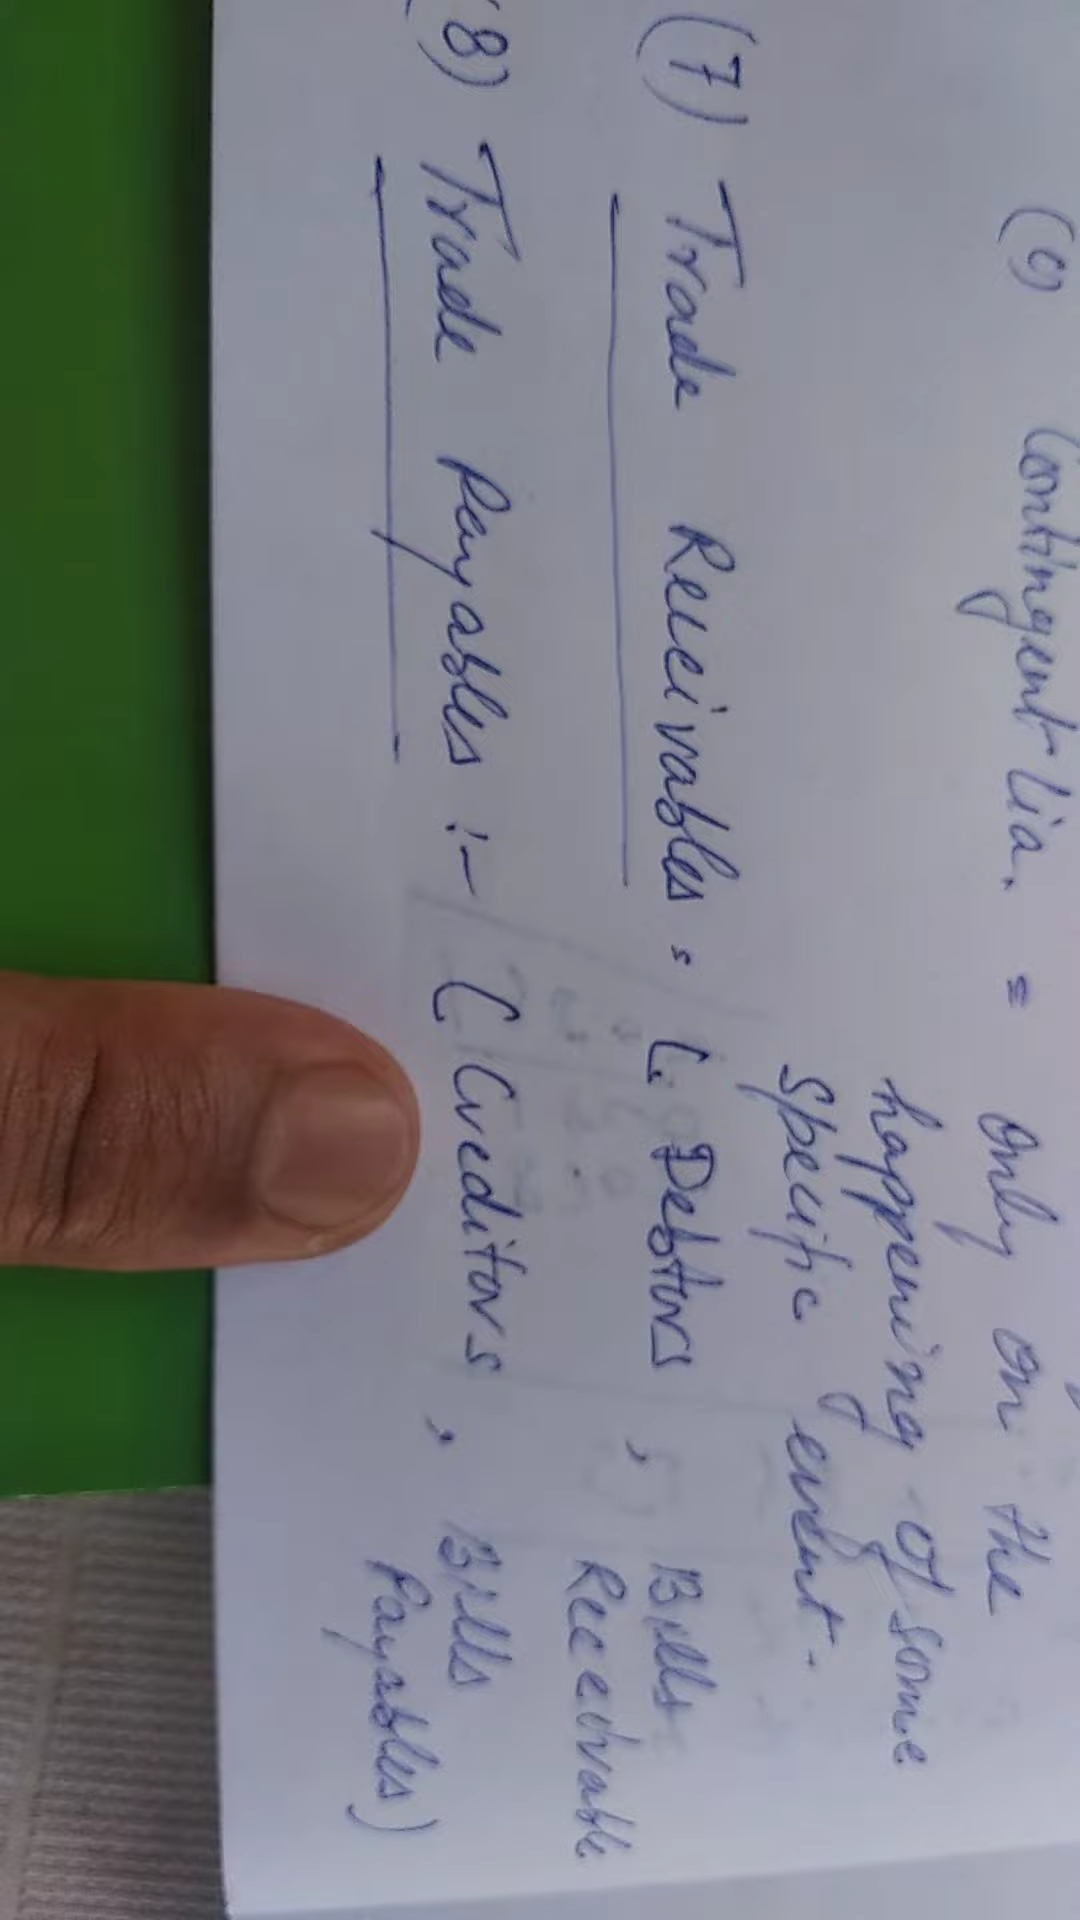 (c) Contingent Lia. = Only on the
happening of some
specific event.
(7) Trade Receivables = (. Debtors , Bills
Receivable
(8) Trade Payables :- ( Creditors , Bills
Payables)